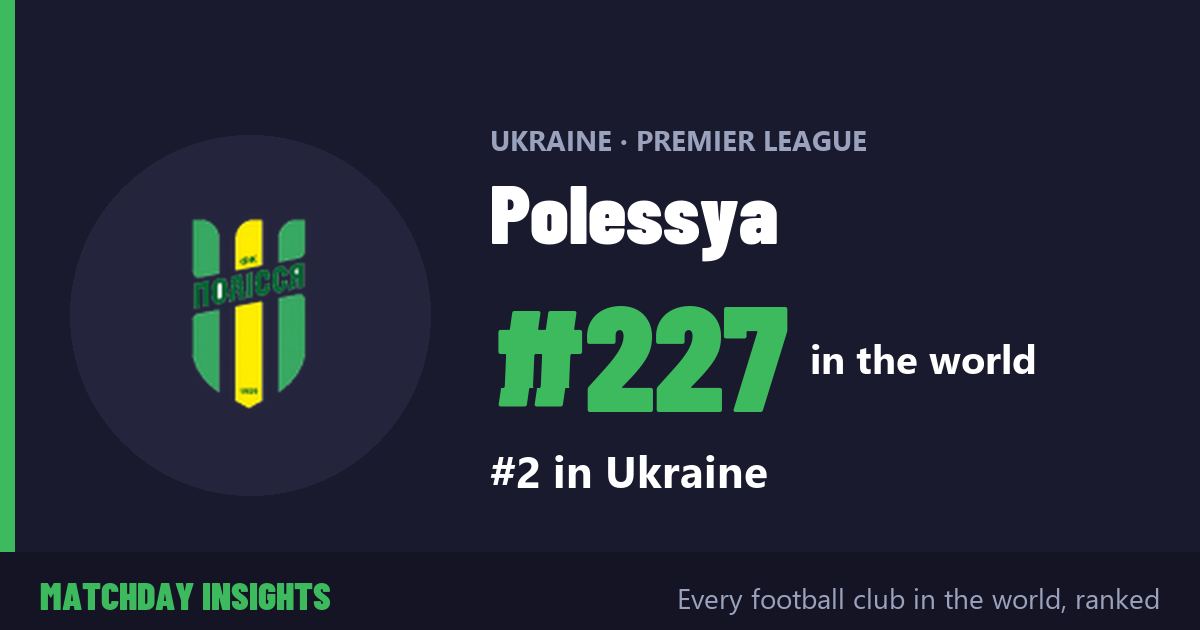 UKRAINE · PREMIER LEAGUE
Polessya
ПОЛІССЯ
#227 in the world
#2 in Ukraine
MATCHDAY INSIGHTS
Every football club in the world, ranked